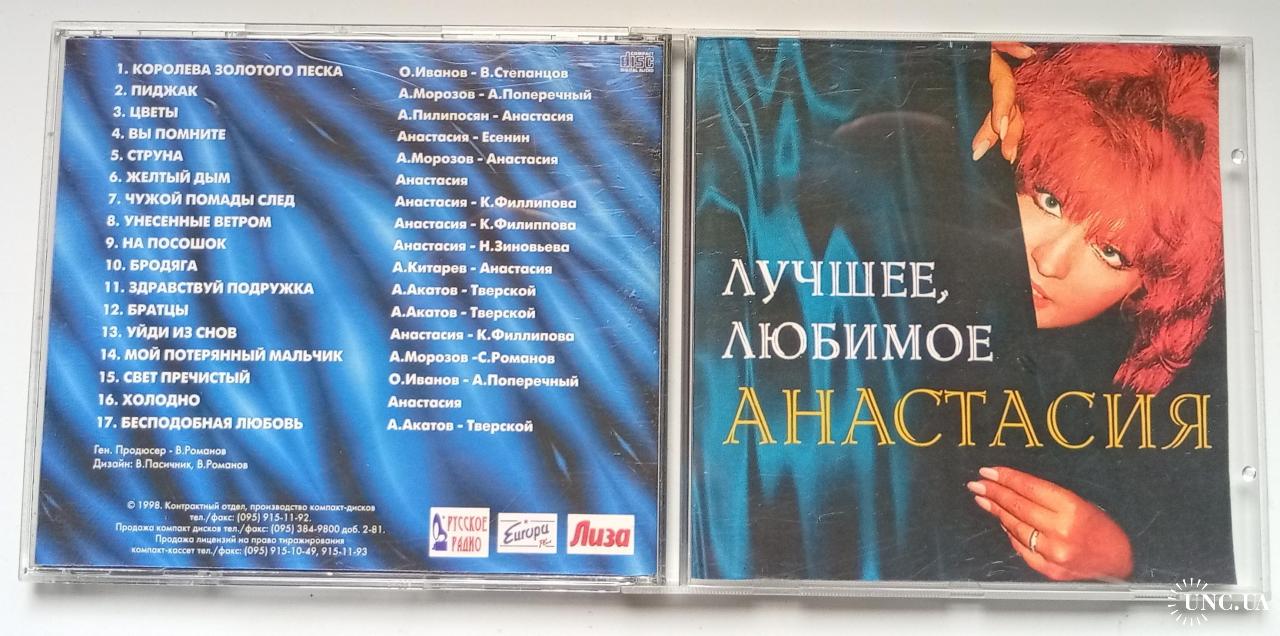 COMPACT
disc
DIGITAL AUDIO
1. КОРОЛЕВА ЗОЛОТОГО ПЕСКА О.Иванов - В.Степанцов
2. ПИДЖАК А.Морозов - А.Поперечный
3. ЦВЕТЫ А.Пилипосян - Анастасия
4. ВЫ ПОМНИТЕ Анастасия - Есенин
5. СТРУНА А.Морозов - Анастасия
6. ЖЕЛТЫЙ ДЫМ Анастасия
7. ЧУЖОЙ ПОМАДЫ СЛЕД Анастасия - К.Филлипова
8. УНЕСЕННЫЕ ВЕТРОМ Анастасия - К.Филиппова
9. НА ПОСОШОК Анастасия - Н.Зиновьева
10. БРОДЯГА А.Китарев - Анастасия
11. ЗДРАВСТВУЙ ПОДРУЖКА А.Акатов - Тверской
12. БРАТЦЫ А.Акатов - Тверской
13. УЙДИ ИЗ СНОВ Анастасия - К.Филлипова
14. МОЙ ПОТЕРЯННЫЙ МАЛЬЧИК А.Морозов -С.Романов
15. СВЕТ ПРЕЧИСТЫЙ О.Иванов - А.Поперечный
16. ХОЛОДНО Анастасия
17. БЕСПОДОБНАЯ ЛЮБОВЬ А.Акатов - Тверской
Ген. Продюсер - В.Романов
Дизайн: В.Пасичник, В.Романов
© 1998. Контрактный отдел, производство компакт-дисков
тел./факс: (095) 915-11-92.
Продажа компакт дисков тел./факс: (095) 384-9800 доб. 2-81.
Продажа лицензий на право тиражирования
компакт-кассет тел./факс: (095) 915-10-49, 915-11-93
РУССКОЕ
РАДИО
Europa
Plus
Лиза
ЛУЧШЕЕ,
ЛЮБИМОЕ
АНАСТАСИЯ
UNC.UA